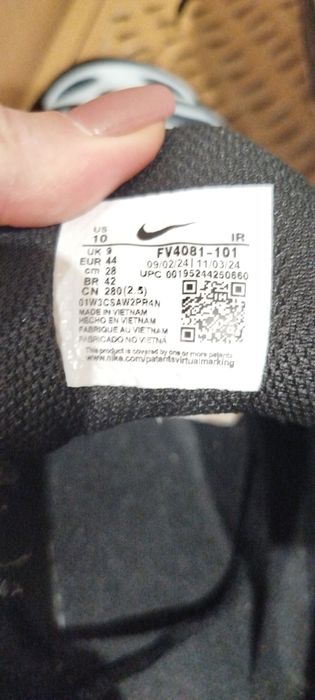 US
10 IR
UK 9 FV4081-101
EUR 44 09/02/24 | 11/03/24
cm 28 UPC 00195244250660
BR 42
CN 280(2.5)
01W3CSAW2PR4N
MADE IN VIETNAM
HECHO EN VIETNAM
FABRIQUE AU VIETNAM
FABRICADO NO VIETNÃ
This product is covered by one or more patents
www.nike.com/patentsvirtualmarking